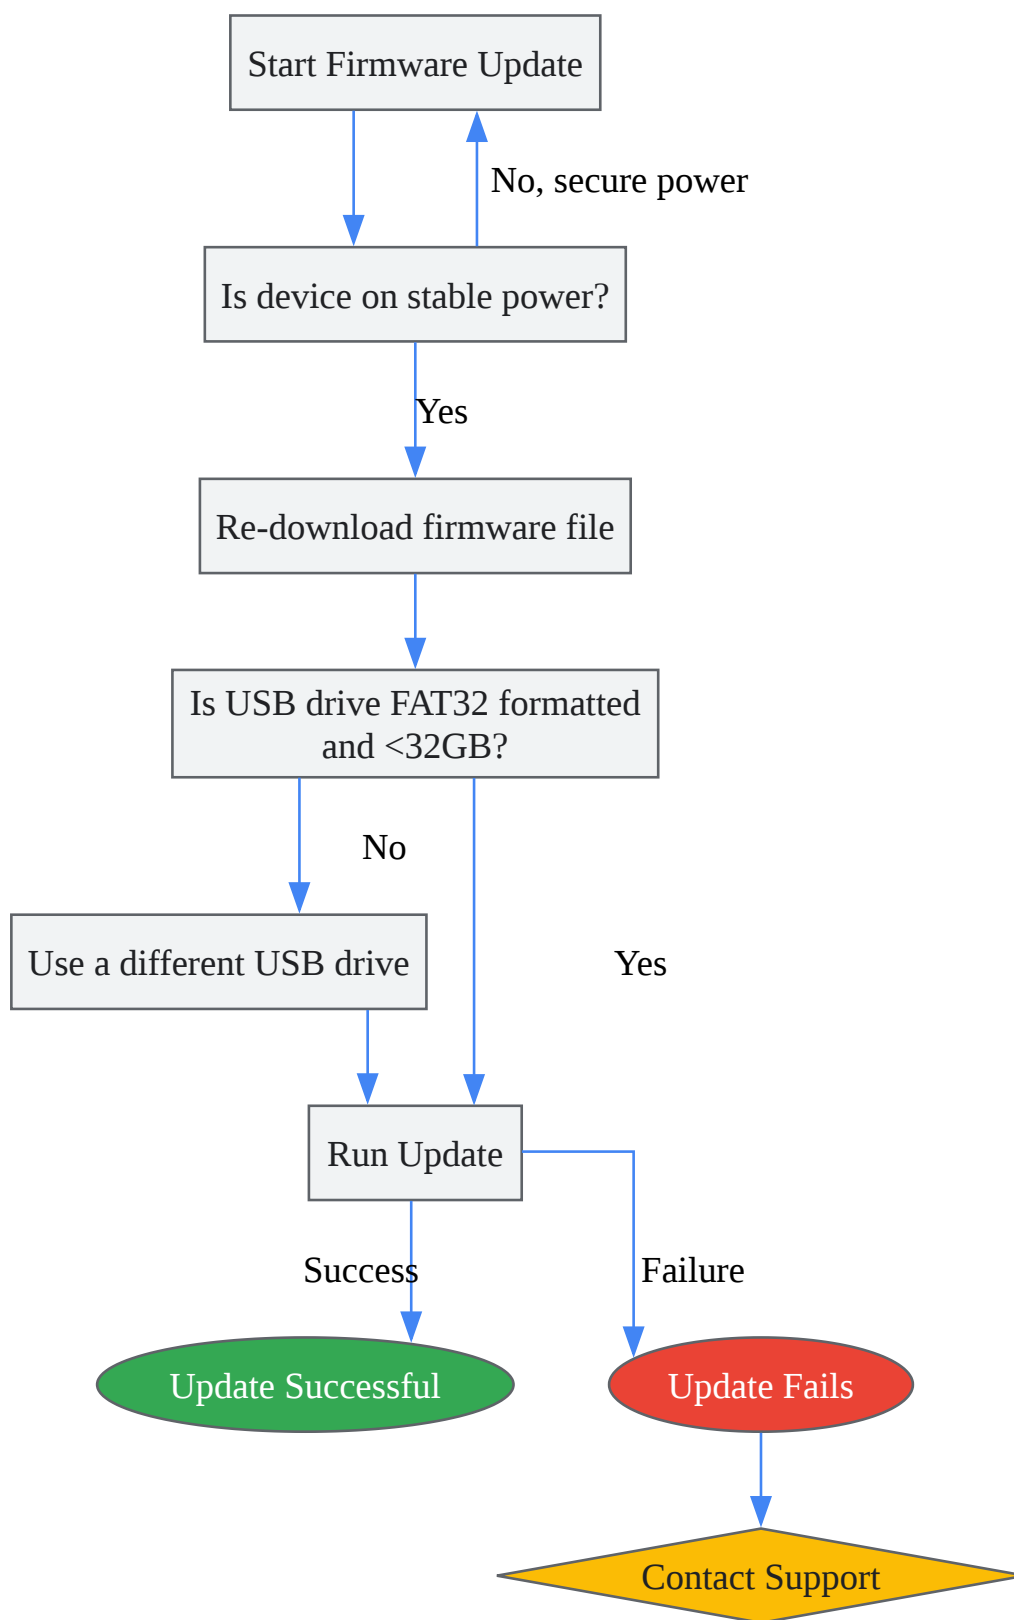 Start Firmware Update
No, secure power
Is device on stable power?
Yes
Re-download firmware file
Is USB drive FAT32 formatted
and <32GB?
No
Use a different USB drive
Yes
Run Update
Success
Failure
Update Successful
Update Fails
Contact Support